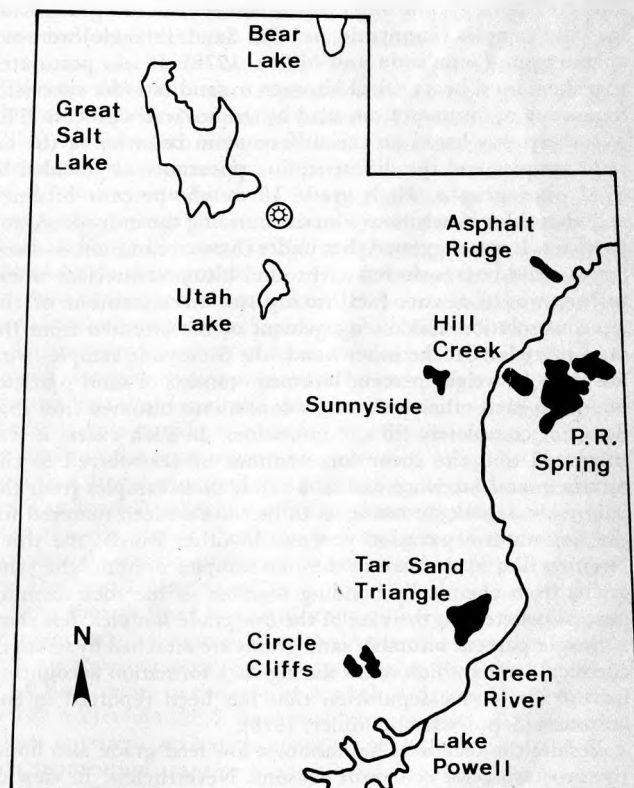 Bear
Lake
Great
Salt
Lake
Asphalt
Ridge
Utah
Lake
Hill
Creek
Sunnyside
P.R.
Spring
Tar Sand
Triangle
N
Circle
Cliffs
Green
River
Lake
Powell